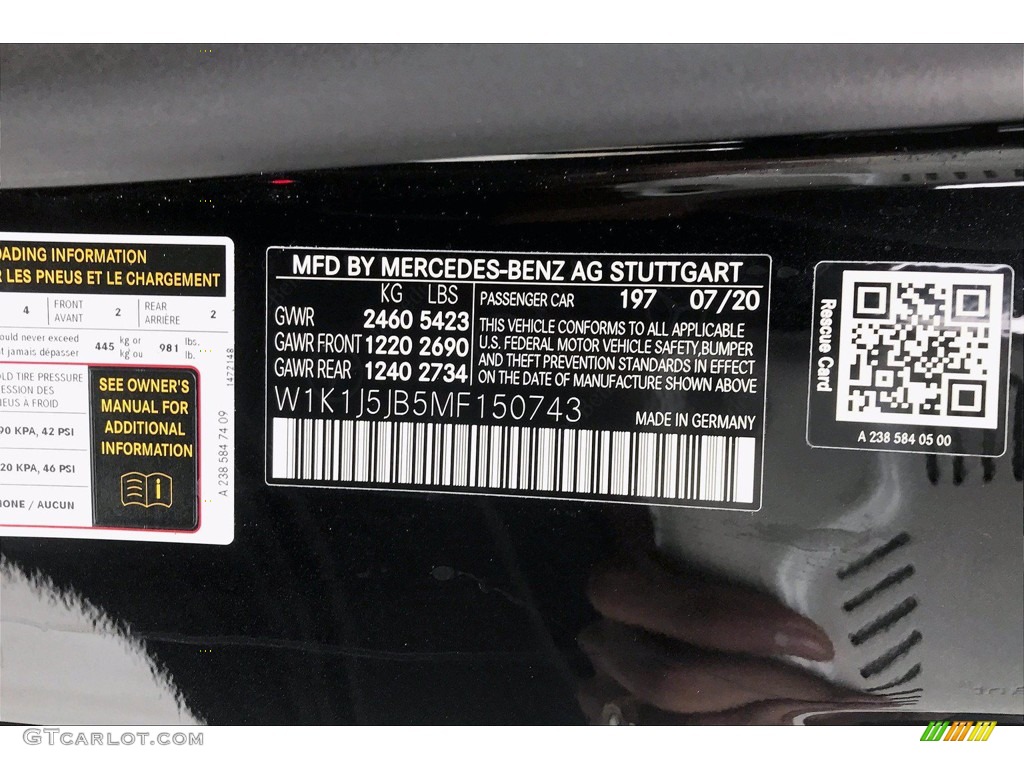 ADING INFORMATION
LES PNEUS ET LE CHARGEMENT
4 FRONT AVANT 2 REAR ARRIÈRE 2
ould never exceed
t jamais dépasser 445 kg or kg ou 981 lbs. lb.
LD TIRE PRESSURE
ESSION DES
EUS A FROID
90 KPA, 42 PSI
20 KPA, 46 PSI
ONE / AUCUN
SEE OWNER'S
MANUAL FOR
ADDITIONAL
INFORMATION
1472148
A 238 584 74 09
MFD BY MERCEDES-BENZ AG STUTTGART
KG LBS
GVWR 2460 5423
GAWR FRONT 1220 2690
GAWR REAR 1240 2734
PASSENGER CAR 197 07/20
THIS VEHICLE CONFORMS TO ALL APPLICABLE
U.S. FEDERAL MOTOR VEHICLE SAFETY,BUMPER
AND THEFT PREVENTION STANDARDS IN EFFECT
ON THE DATE OF MANUFACTURE SHOWN ABOVE
W1K1J5JB5MF150743
MADE IN GERMANY
Rescue Card
A 238 584 05 00
GTCARLOT.COM